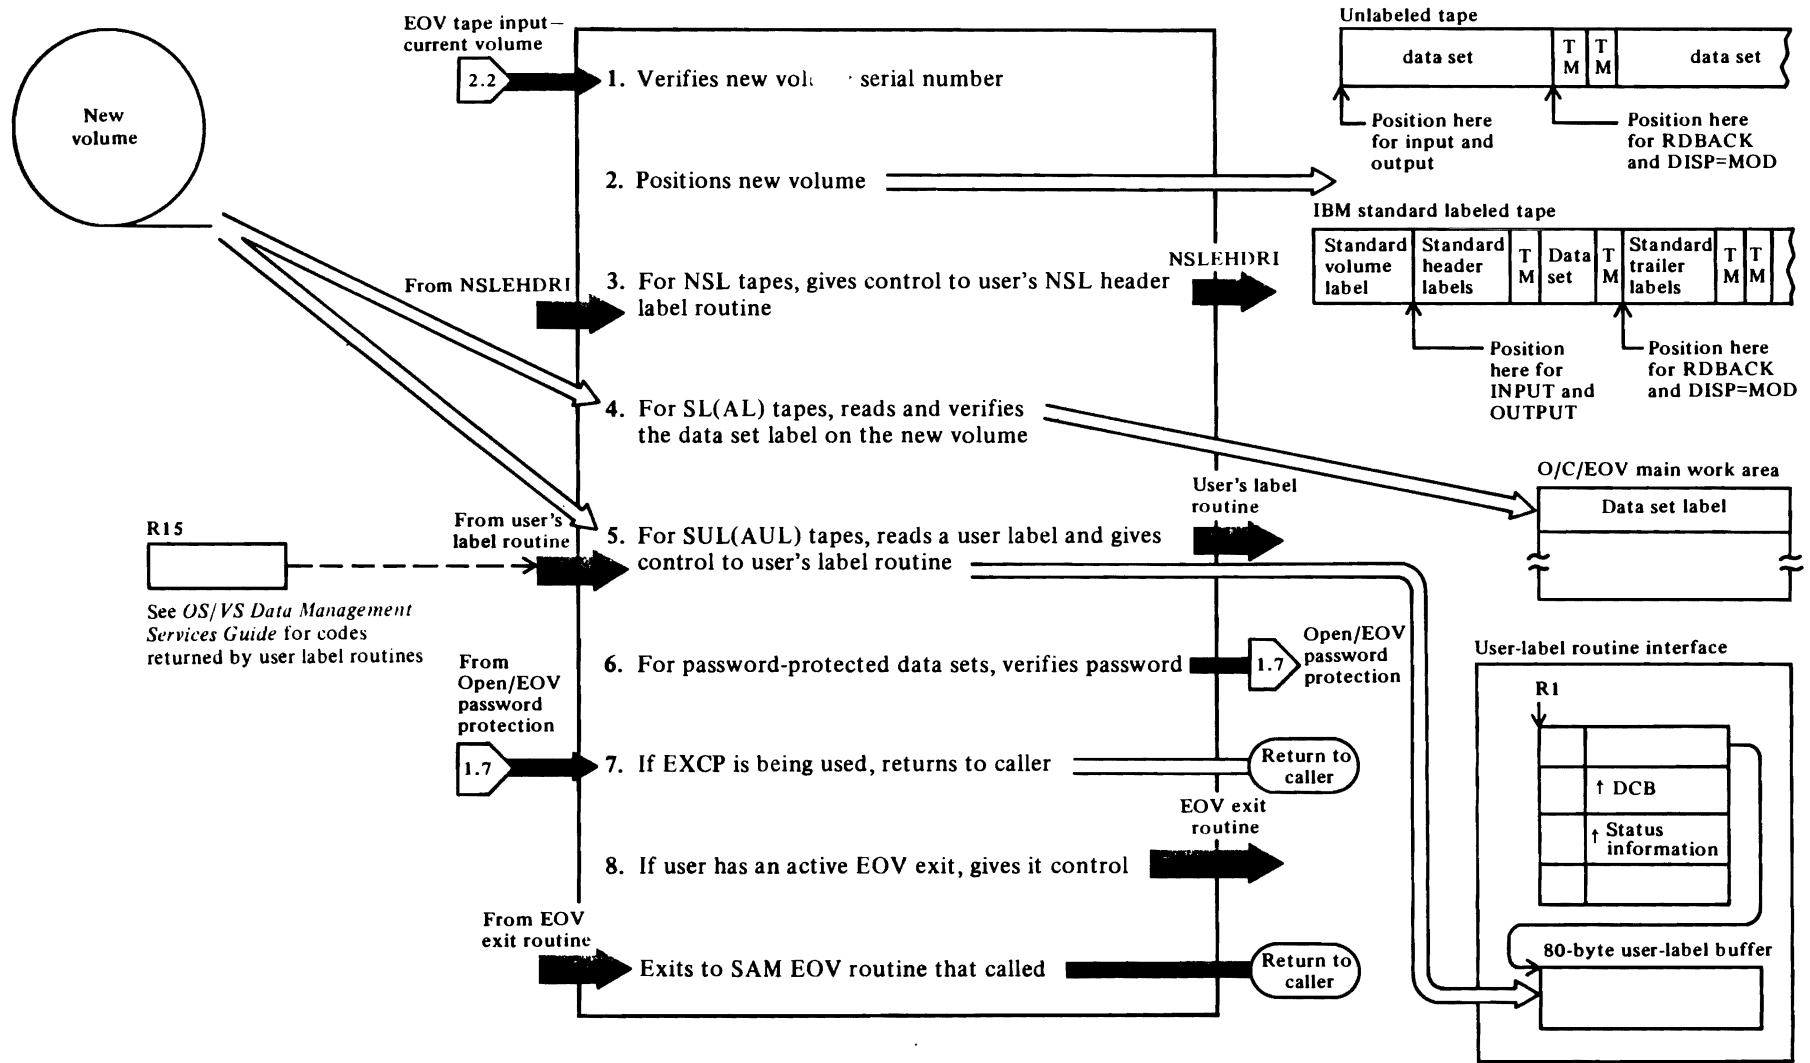 EOV tape input—
current volume
2.2
New
volume
1. Verifies new vol serial number
2. Positions new volume
From NSLEHDRI
3. For NSL tapes, gives control to user's NSL header
label routine
NSLEHDRI
4. For SL(AL) tapes, reads and verifies
the data set label on the new volume
From user's
label routine
5. For SUL(AUL) tapes, reads a user label and gives
control to user's label routine
User's label
routine
R15
See OS/VS Data Management
Services Guide for codes
returned by user label routines
6. For password-protected data sets, verifies password
1.7
Open/EOV
password
protection
From
Open/EOV
password
protection
1.7
7. If EXCP is being used, returns to caller
Return to
caller
EOV exit
routine
8. If user has an active EOV exit, gives it control
From EOV
exit routine
Exits to SAM EOV routine that called
Return to
caller
Unlabeled tape
data set
T
M
T
M
data set
Position here
for input and
output
Position here
for RDBACK
and DISP=MOD
IBM standard labeled tape
Standard
volume
label
Standard
header
labels
T
M
Data
set
T
M
Standard
trailer
labels
T
M
T
M
Position
here for
INPUT and
OUTPUT
Position here
for RDBACK
and DISP=MOD
O/C/EOV main work area
Data set label
User-label routine interface
R1
↑ DCB
↑ Status
information
80-byte user-label buffer